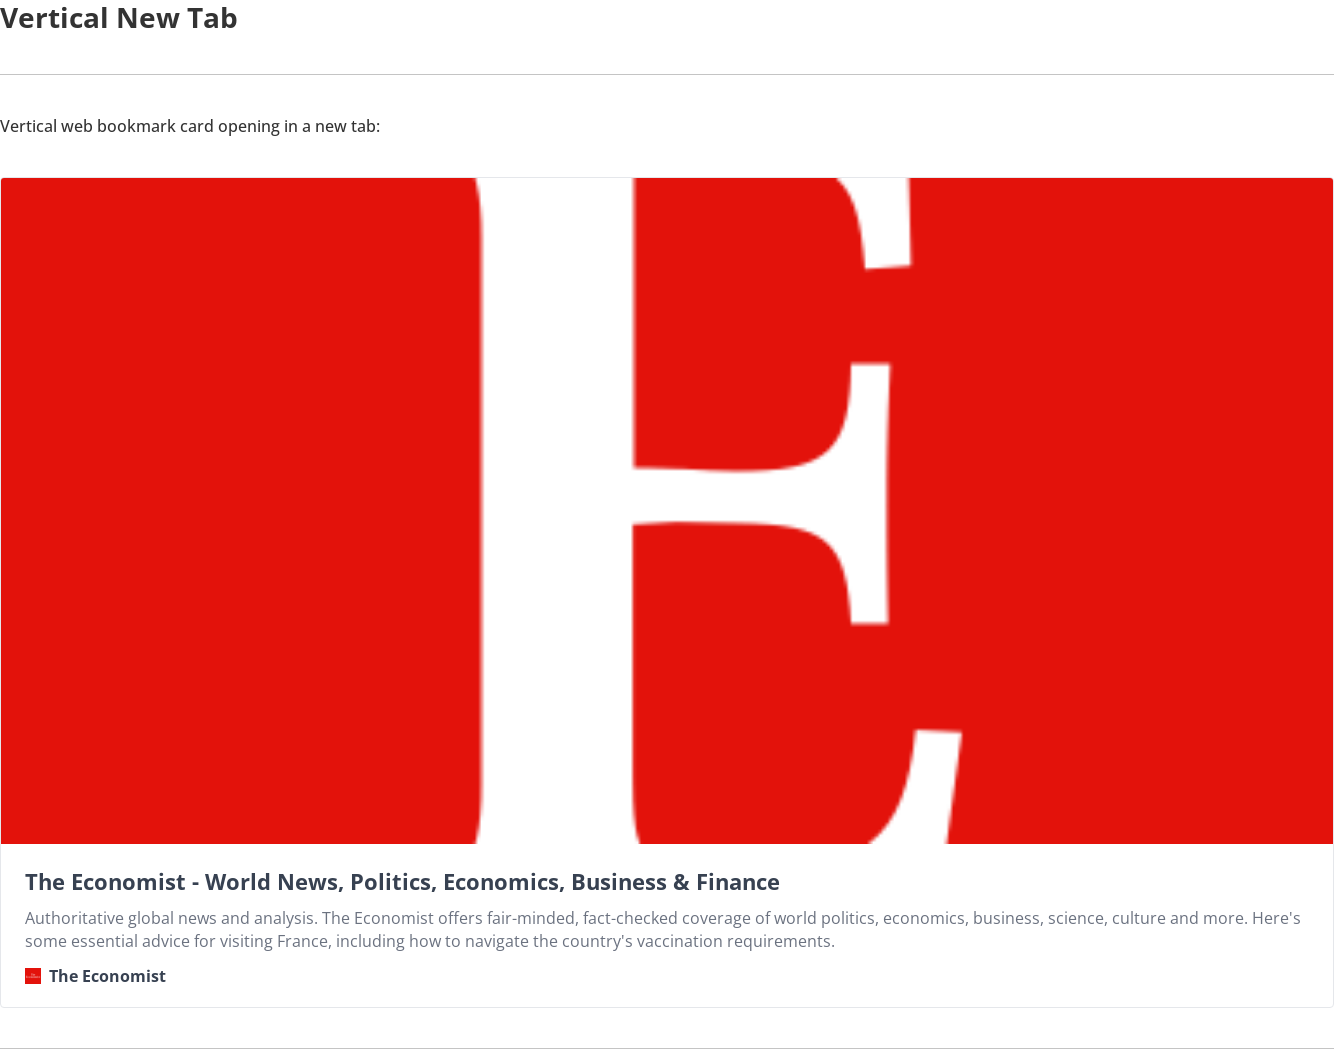 Vertical New Tab
Vertical web bookmark card opening in a new tab:
E
The Economist - World News, Politics, Economics, Business & Finance
Authoritative global news and analysis. The Economist offers fair-minded, fact-checked coverage of world politics, economics, business, science, culture and more. Here's
some essential advice for visiting France, including how to navigate the country's vaccination requirements.
The Economist